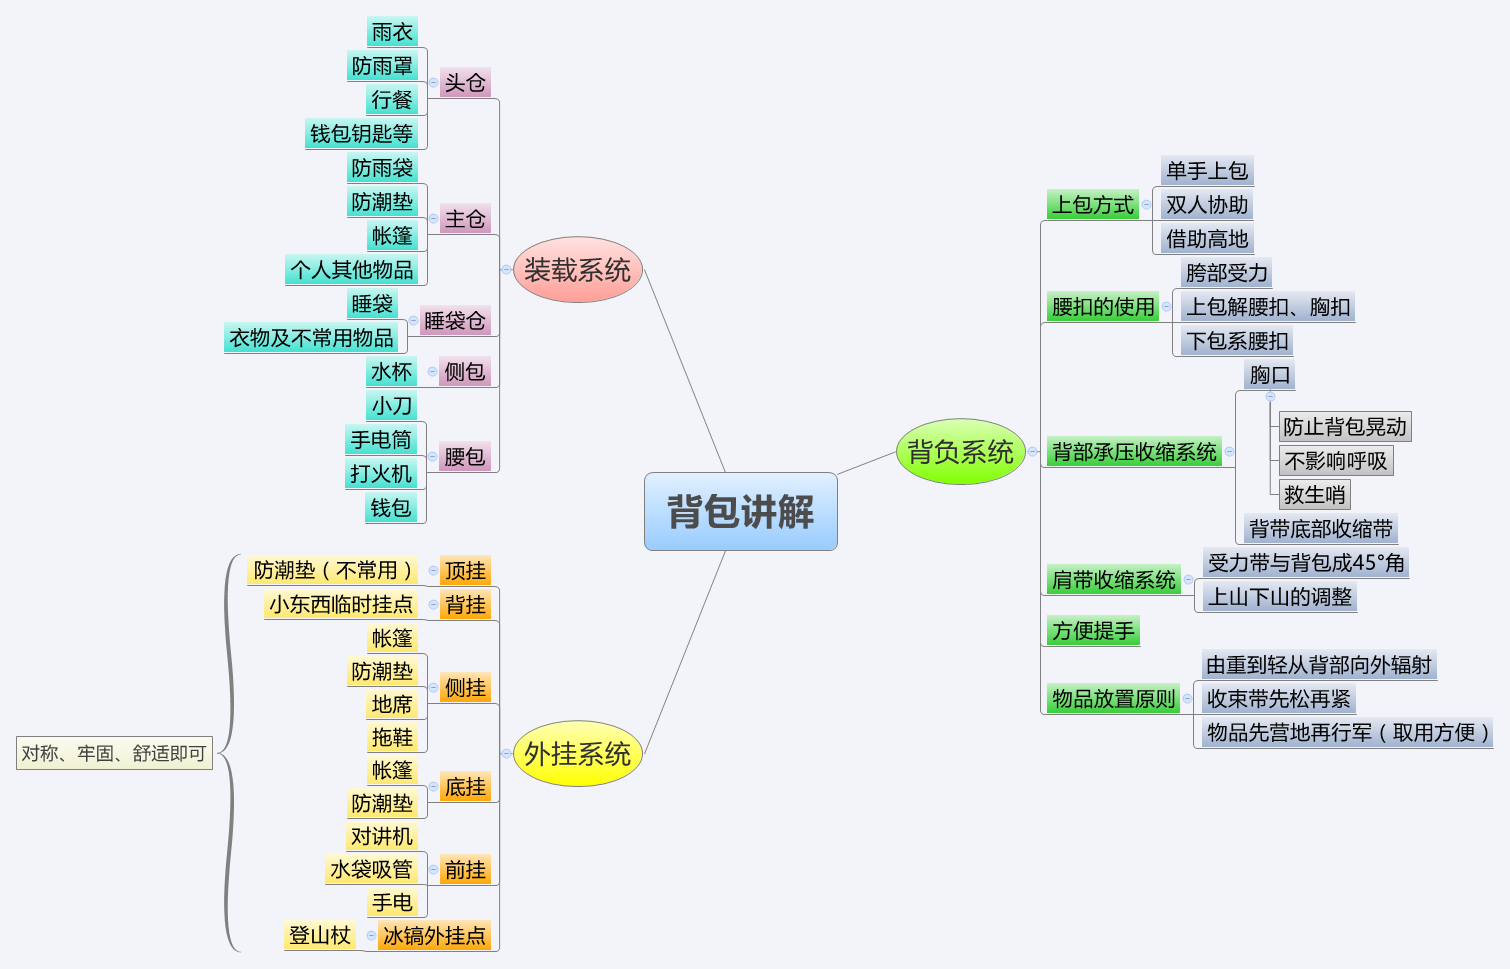 背包讲解
装载系统
头仓
雨衣
防雨罩
行餐
钱包钥匙等
主仓
防雨袋
防潮垫
帐篷
个人其他物品
睡袋仓
睡袋
衣物及不常用物品
侧包
水杯
腰包
小刀
手电筒
打火机
钱包
背负系统
上包方式
单手上包
双人协助
借助高地
腰扣的使用
胯部受力
上包解腰扣、胸扣
下包系腰扣
背部承压收缩系统
胸口
防止背包晃动
不影响呼吸
救生哨
背带底部收缩带
肩带收缩系统
受力带与背包成45°角
上山下山的调整
方便提手
物品放置原则
由重到轻从背部向外辐射
收束带先松再紧
物品先营地再行军（取用方便）
外挂系统
顶挂
防潮垫（不常用）
背挂
小东西临时挂点
侧挂
帐篷
防潮垫
地席
拖鞋
底挂
帐篷
防潮垫
前挂
对讲机
水袋吸管
手电
冰镐外挂点
登山杖
对称、牢固、舒适即可